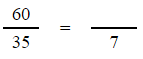 60/35 = /7